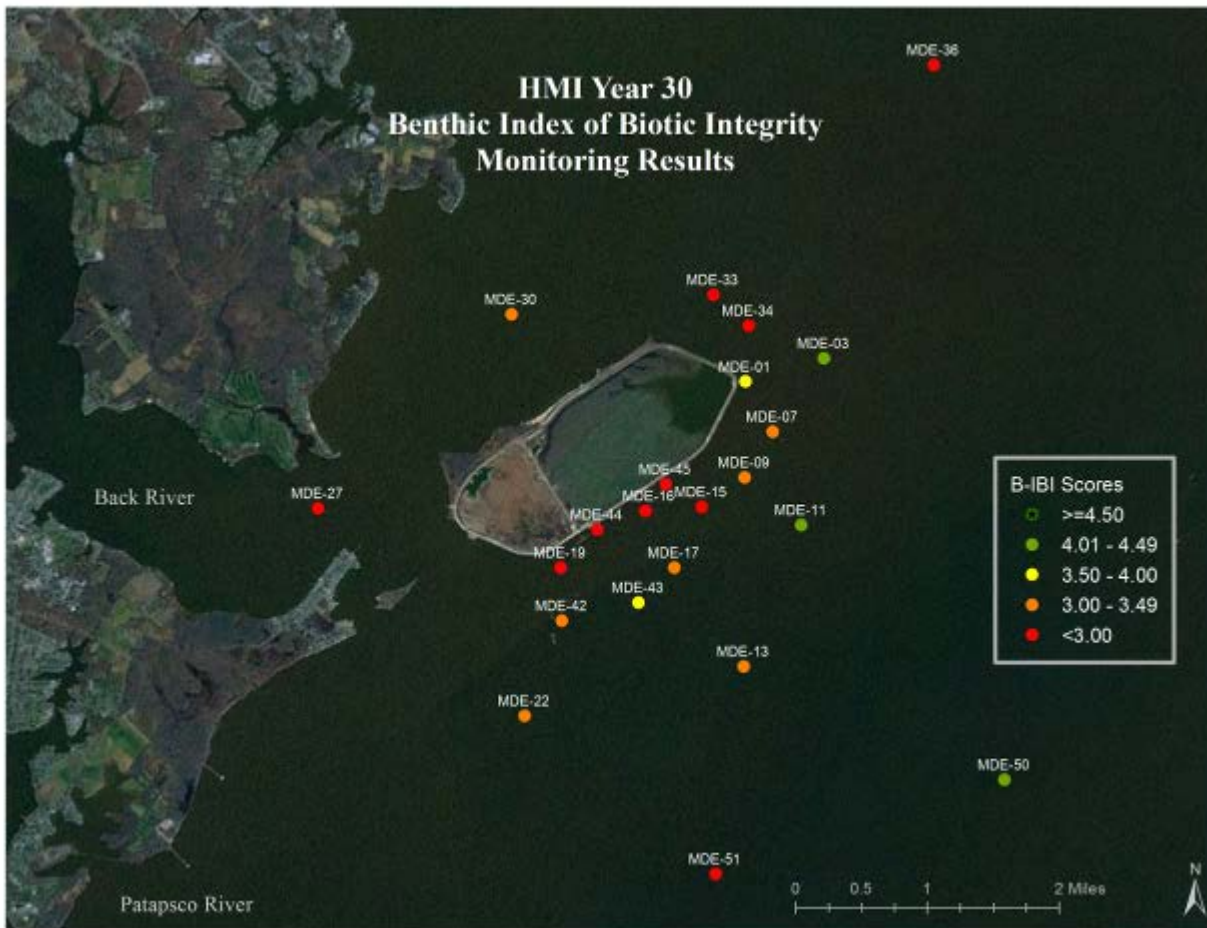 MDE-36
HMI Year 30
Benthic Index of Biotic Integrity
Monitoring Results
MDE-33
MDE-30
MDE-34
MDE-03
MDE-01
MDE-07
MDE-45
MDE-09
Back River
MDE-27
MDE-16
MDE-15
MDE-11
MDE-44
MDE-19
MDE-17
MDE-43
MDE-42
B-IBI Scores
>=4.50
4.01 - 4.49
3.50 - 4.00
3.00 - 3.49
<3.00
MDE-13
MDE-22
MDE-50
MDE-51
N
0 0.5 1 2 Miles
Patapsco River